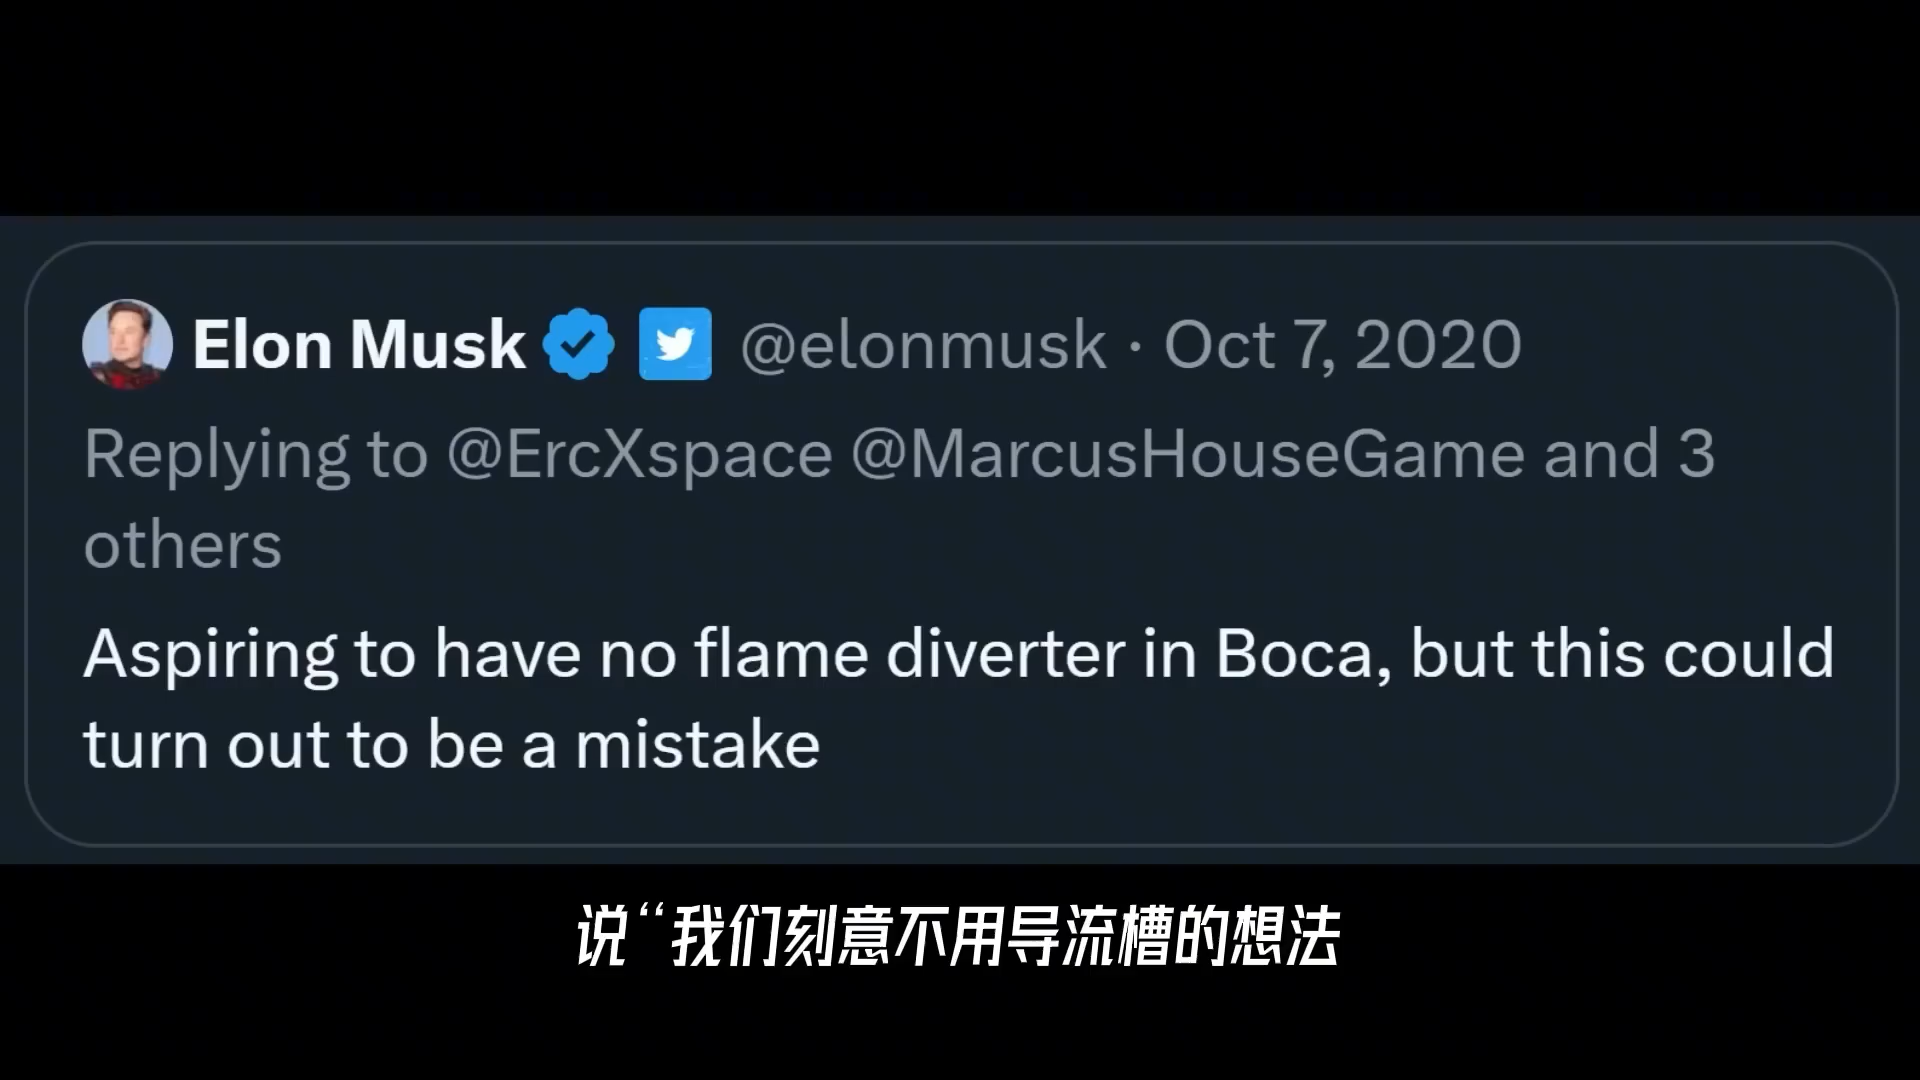 Elon Musk @elonmusk · Oct 7, 2020
Replying to @ErcXspace @MarcusHouseGame and 3
others
Aspiring to have no flame diverter in Boca, but this could
turn out to be a mistake
说“我们刻意不用导流槽的想法